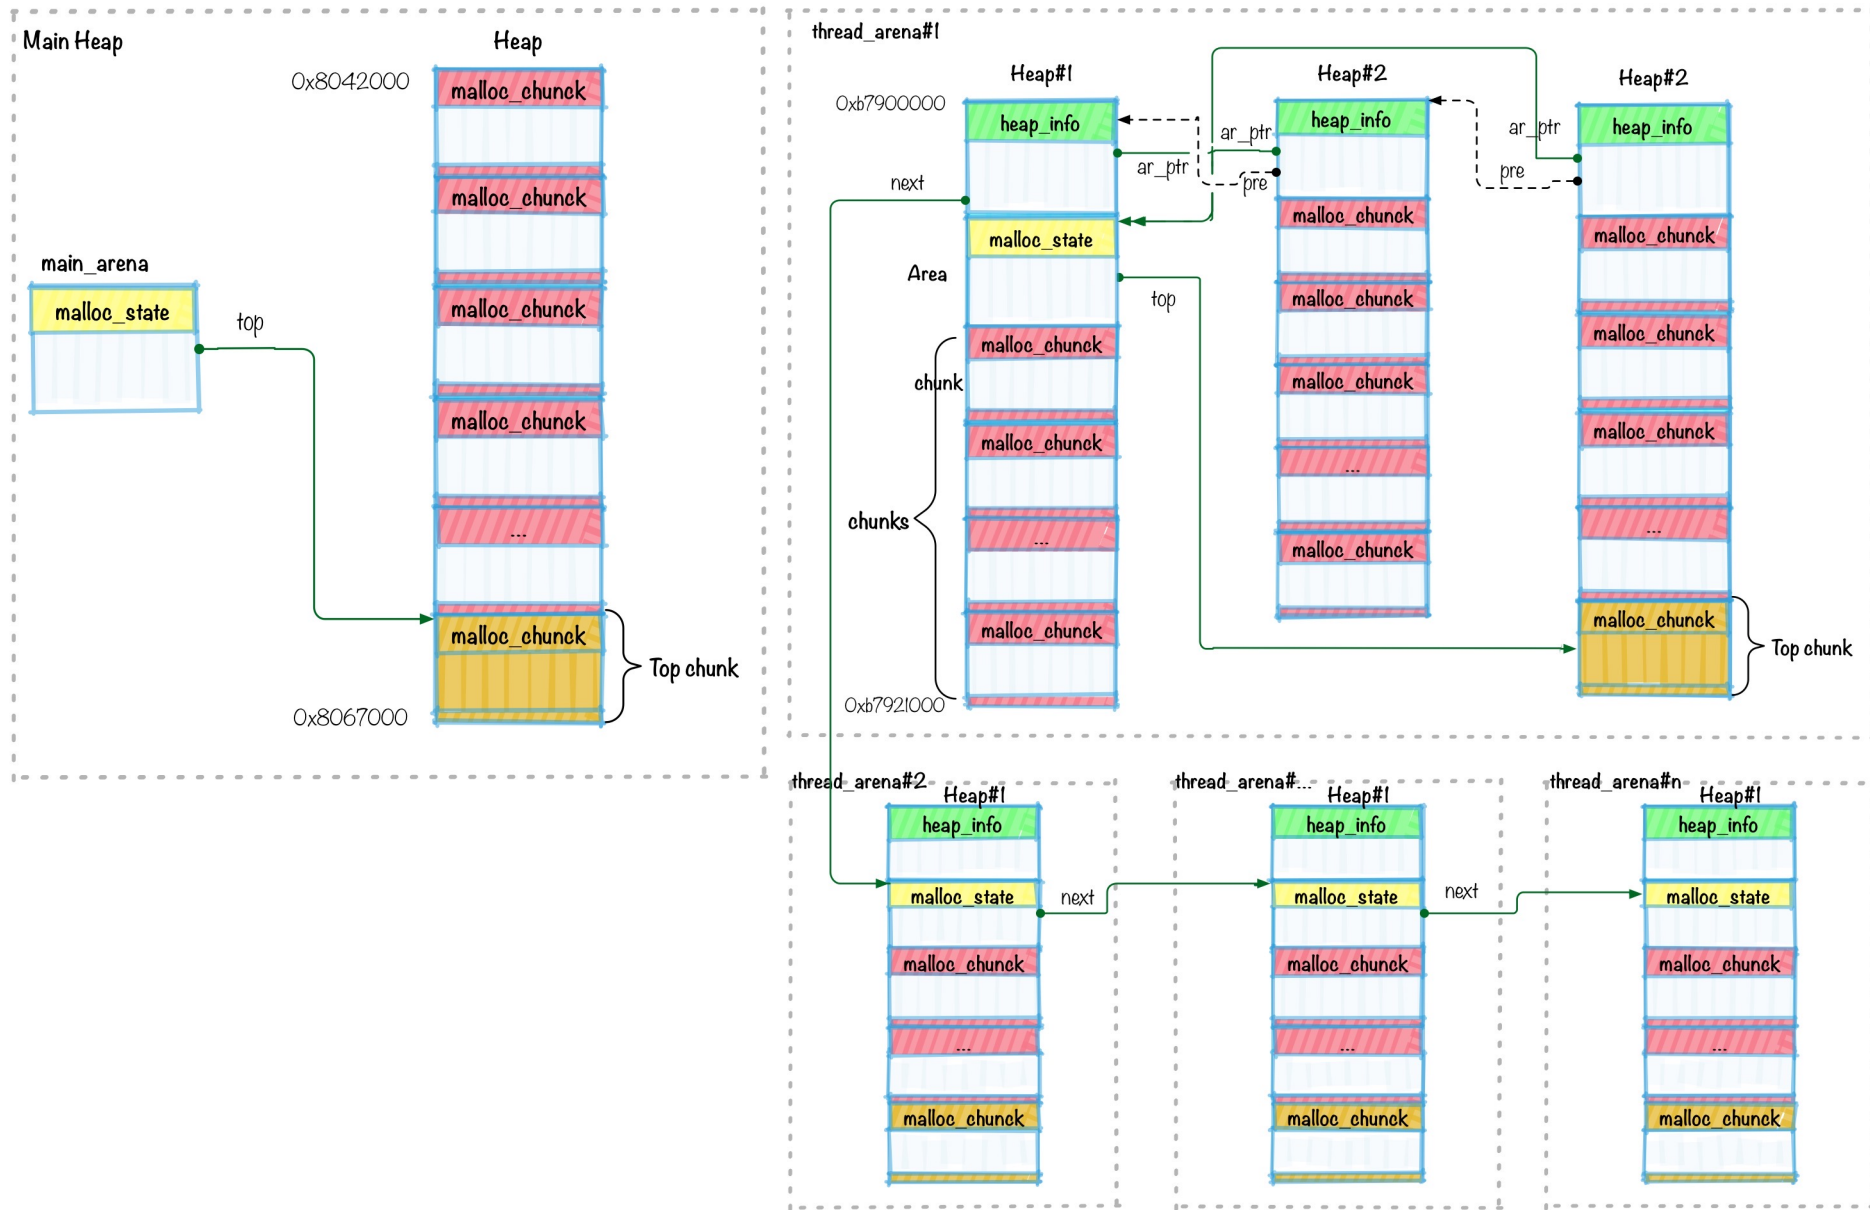 Main Heap
Heap
0x8042000
malloc_chunck
malloc_chunck
malloc_chunck
malloc_chunck
...
malloc_chunck
Top chunk
0x8067000
main_arena
malloc_state
top
thread_arena#1
Heap#1
0xb7900000
heap_info
ar_ptr
next
malloc_state
Area
top
malloc_chunck
chunk
malloc_chunck
chunks
...
malloc_chunck
0xb7921000
Heap#2
heap_info
ar_ptr
pre
malloc_chunck
malloc_chunck
malloc_chunck
...
malloc_chunck
Heap#2
heap_info
ar_ptr
pre
malloc_chunck
malloc_chunck
malloc_chunck
...
malloc_chunck
Top chunk
thread_arena#2
Heap#1
heap_info
malloc_state
next
malloc_chunck
...
malloc_chunck
thread_arena#...
Heap#1
heap_info
malloc_state
next
malloc_chunck
...
malloc_chunck
thread_arena#n
Heap#1
heap_info
malloc_state
malloc_chunck
...
malloc_chunck